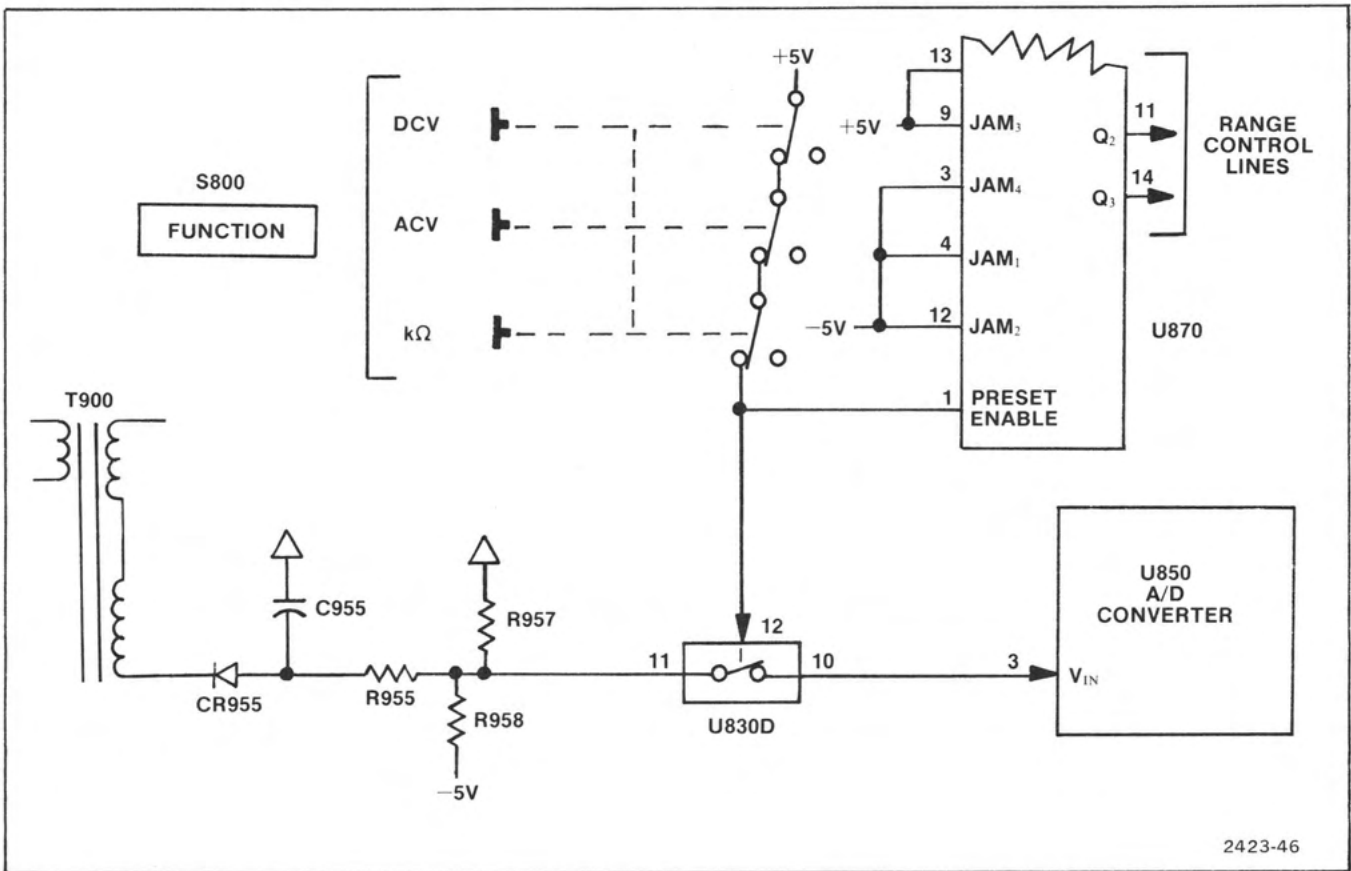 +5V
13
DCV
+5V
9
JAM₃
Q₂
11
RANGE
CONTROL
LINES
S800
FUNCTION
ACV
3
JAM₄
Q₃
14
4
JAM₁
kΩ
−5V
12
JAM₂
U870
T900
1
PRESET
ENABLE
C955
R957
U850
A/D
CONVERTER
12
11
10
3
V_IN
CR955
R955
R958
U830D
−5V
2423-46